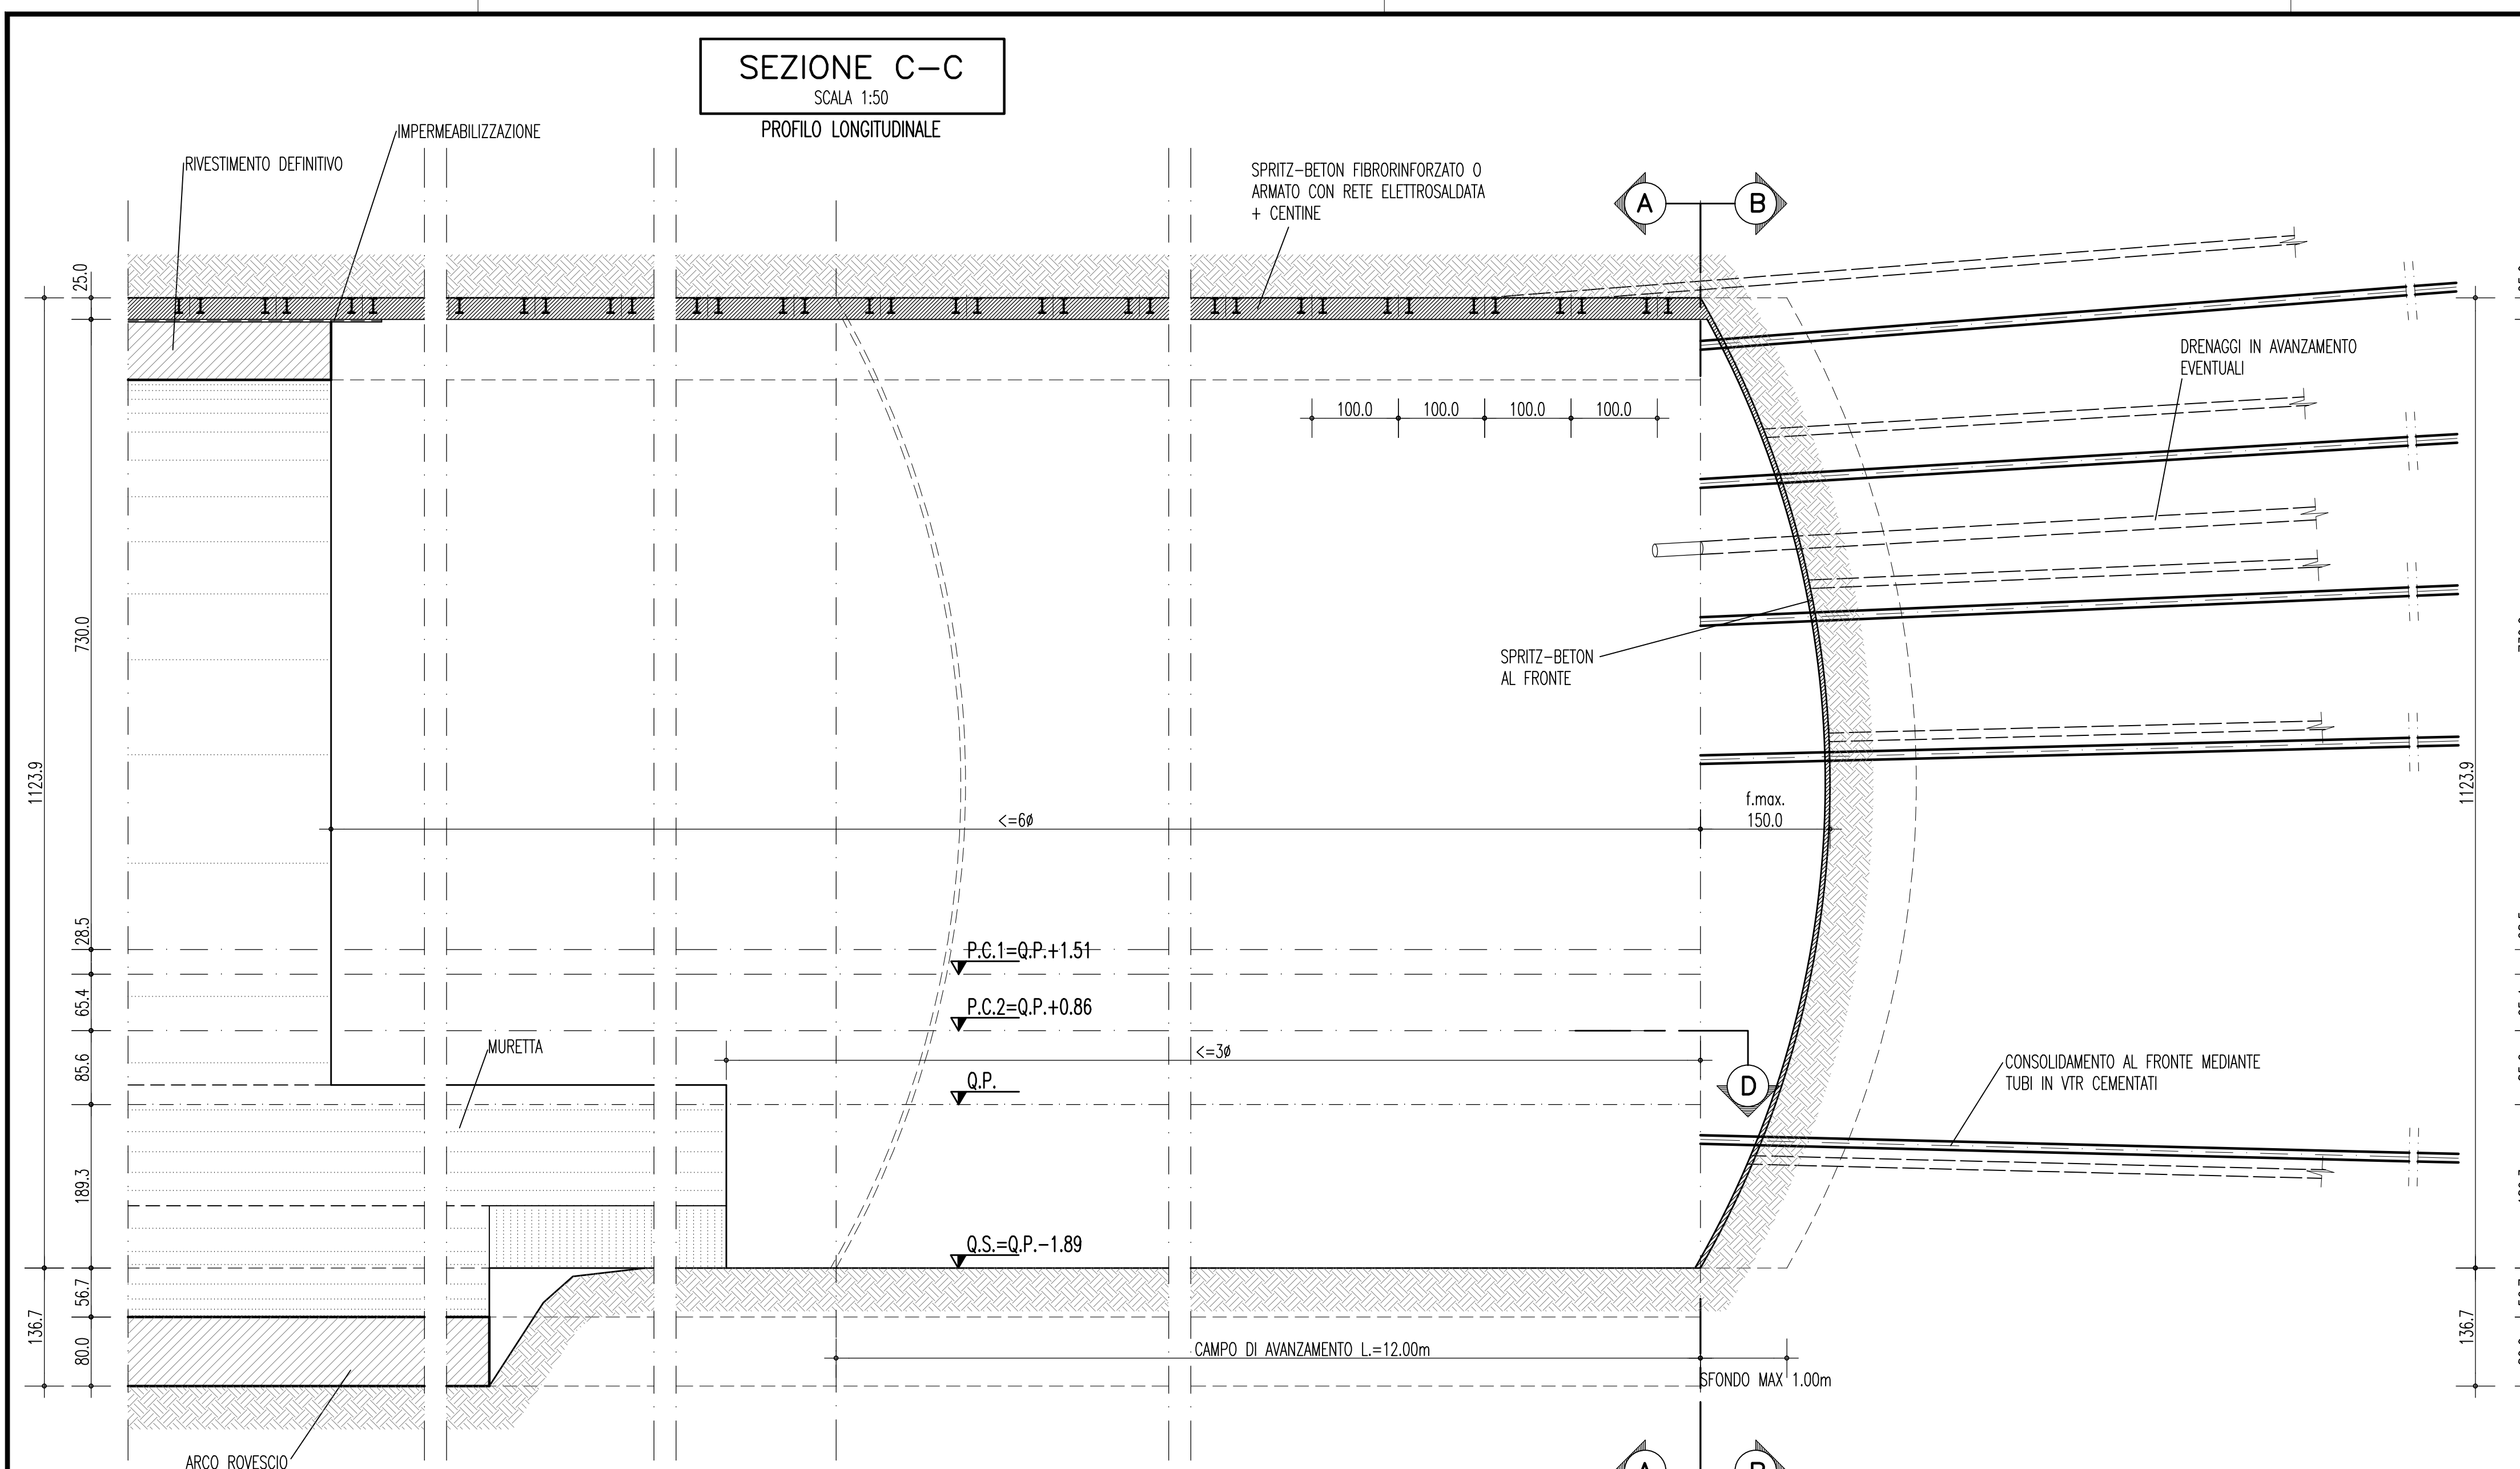 SEZIONE C-C
SCALA 1:50
PROFILO LONGITUDINALE
IMPERMEABILIZZAZIONE
RIVESTIMENTO DEFINITIVO
SPRITZ-BETON FIBRORINFORZATO O
ARMATO CON RETE ELETTROSALDATA
+ CENTINE
A
B
25.0
DRENAGGI IN AVANZAMENTO
EVENTUALI
100.0
100.0
100.0
100.0
730.0
SPRITZ-BETON
AL FRONTE
1123.9
1123.9
f.max.
150.0
<=6ø
28.5
P.C.1=Q.P.+1.51
65.4
P.C.2=Q.P.+0.86
MURETTA
85.6
<=3ø
Q.P.
D
CONSOLIDAMENTO AL FRONTE MEDIANTE
TUBI IN VTR CEMENTATI
189.3
Q.S.=Q.P.-1.89
56.7
136.7
136.7
80.0
CAMPO DI AVANZAMENTO L.=12.00m
SFONDO MAX 1.00m
ARCO ROVESCIO
A
B